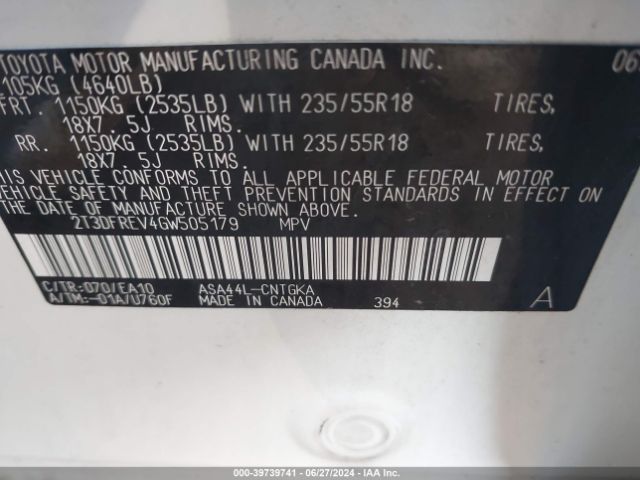 TOYOTA MOTOR MANUFACTURING CANADA INC. 06
105KG (4640LB)
FRT. 1150KG (2535LB) WITH 235/55R18 TIRES,
18X7.5J RIMS.
RR. 1150KG (2535LB) WITH 235/55R18 TIRES,
18X7.5J RIMS.
HIS VEHICLE CONFORMS TO ALL APPLICABLE FEDERAL MOTOR
VEHICLE SAFETY AND THEFT PREVENTION STANDARDS IN EFFECT ON
THE DATE OF MANUFACTURE SHOWN ABOVE.
2T3DFREV4GW505179 MPV
C/TR:070/EA10 ASA44L-CNTGKA
A/TM:-01A/U760F MADE IN CANADA 394 A
000-39739741 | 06/27/2024 | IAA Inc.